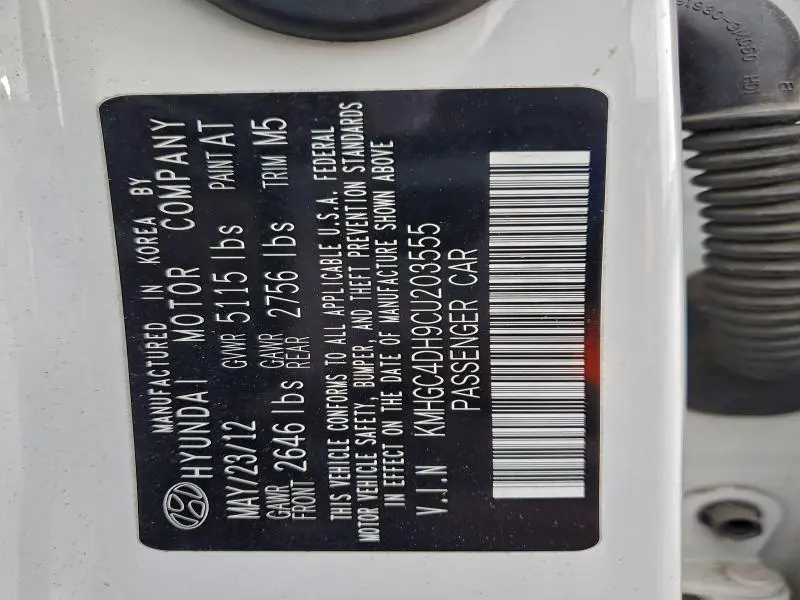 MANUFACTURED IN KOREA BY
HYUNDAI MOTOR COMPANY
MAY/23/12 GVWR 5115 lbs PAINT AT
GAWR FRONT 2646 lbs GAWR REAR 2756 lbs TRIM M5
THIS VEHICLE CONFORMS TO ALL APPLICABLE U.S.A. FEDERAL
MOTOR VEHICLE SAFETY, BUMPER, AND THEFT PREVENTION STANDARDS
IN EFFECT ON THE DATE OF MANUFACTURE SHOWN ABOVE
V.I.N KMHGC4DH9CU203555
PASSENGER CAR